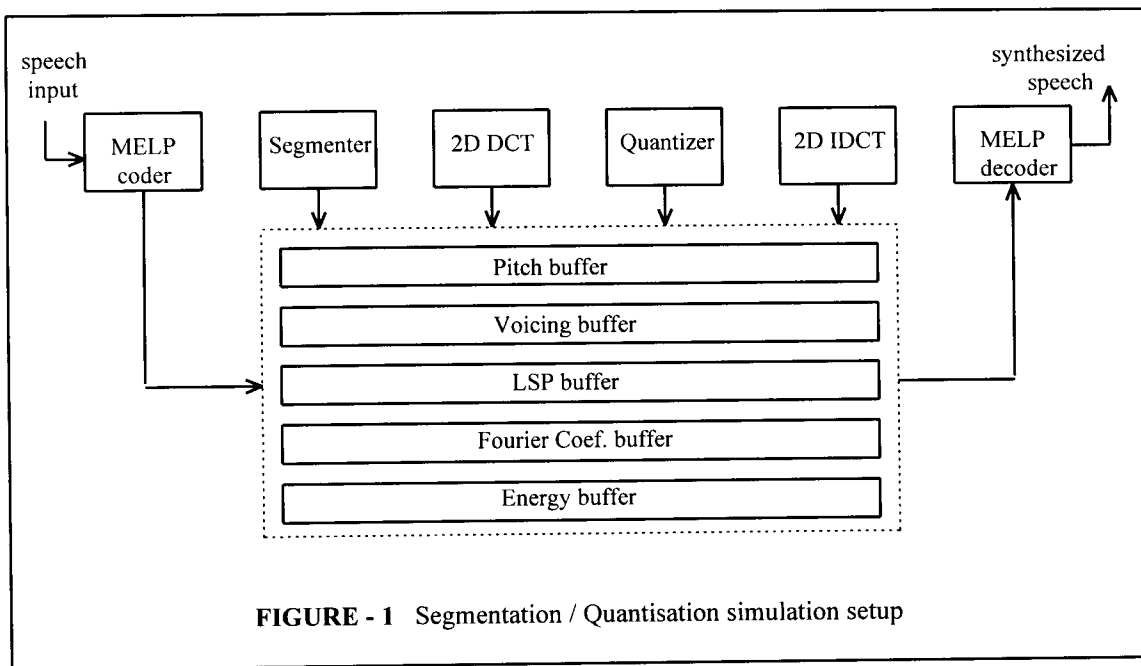 speech
input
synthesized
speech
MELP
coder
Segmenter
2D DCT
Quantizer
2D IDCT
MELP
decoder
Pitch buffer
Voicing buffer
LSP buffer
Fourier Coef. buffer
Energy buffer
FIGURE - 1 Segmentation / Quantisation simulation setup